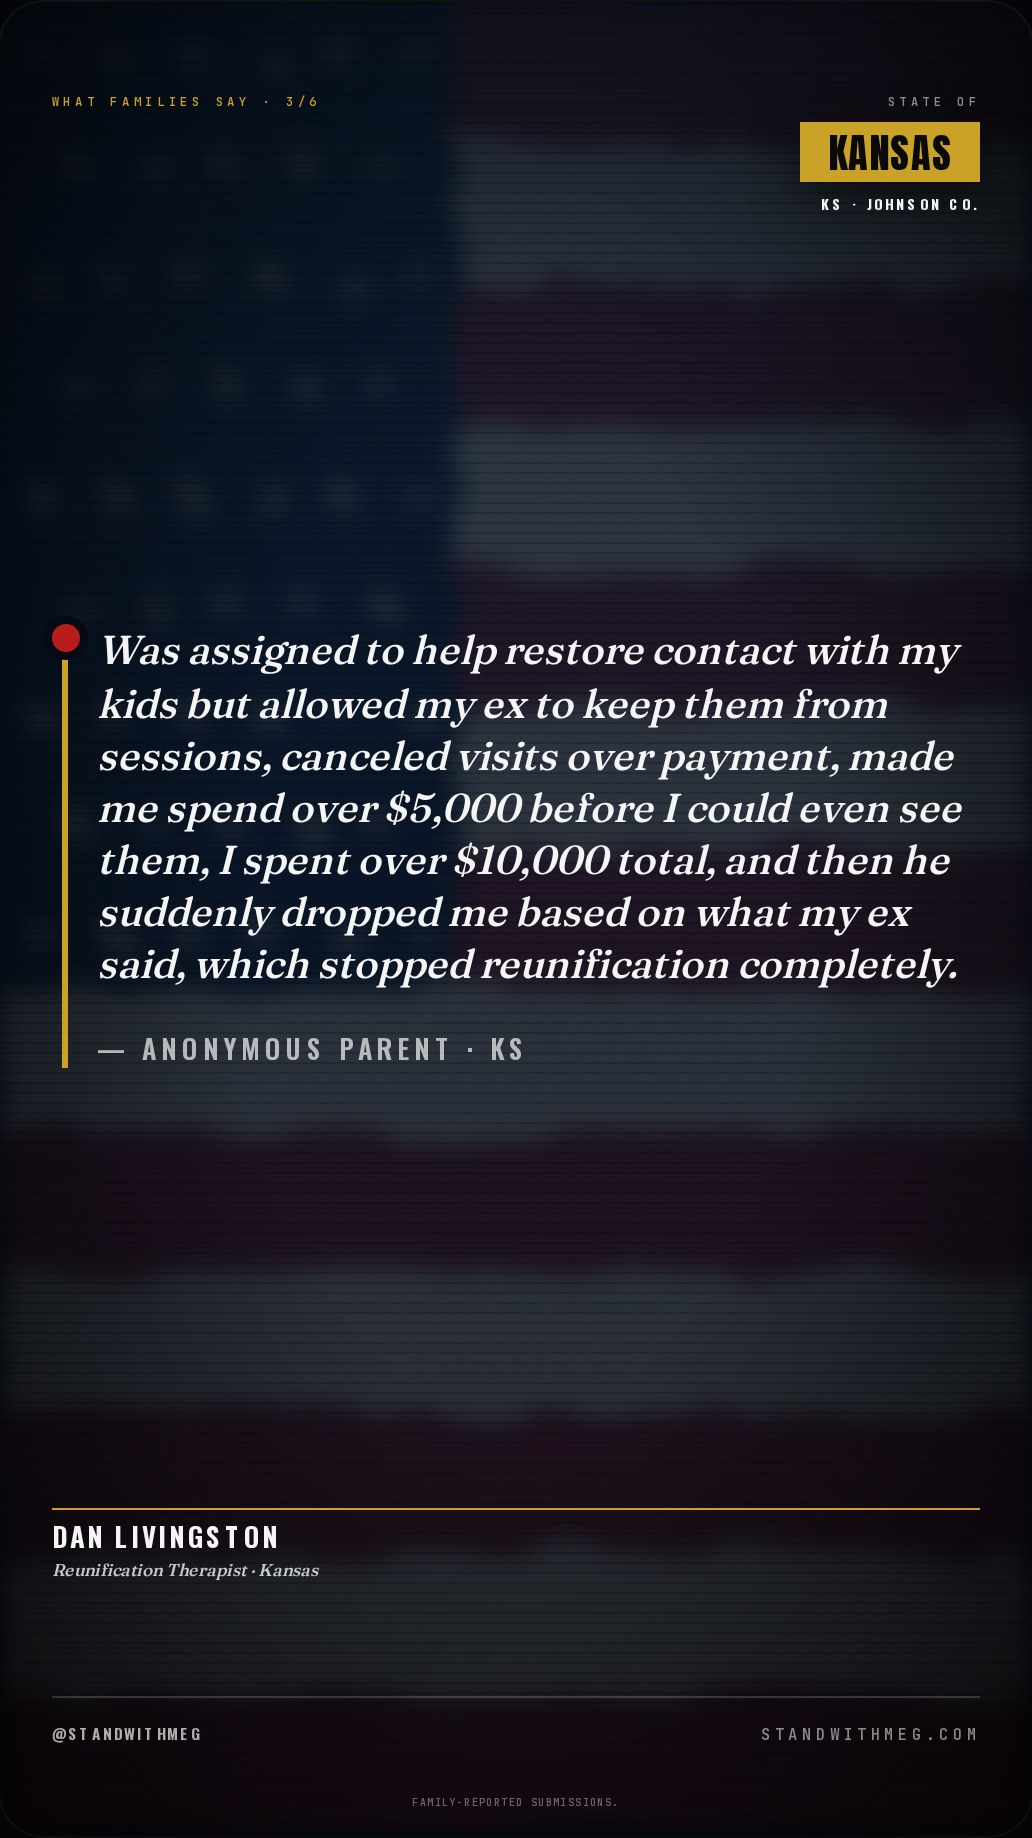 WHAT FAMILIES SAY · 3/6
STATE OF
KANSAS
KS · JOHNSON CO.
Was assigned to help restore contact with my
kids but allowed my ex to keep them from
sessions, canceled visits over payment, made
me spend over $5,000 before I could even see
them, I spent over $10,000 total, and then he
suddenly dropped me based on what my ex
said, which stopped reunification completely.
— ANONYMOUS PARENT · KS
DAN LIVINGSTON
Reunification Therapist · Kansas
@STANDWITHMEG
STANDWITHMEG.COM
FAMILY-REPORTED SUBMISSIONS.